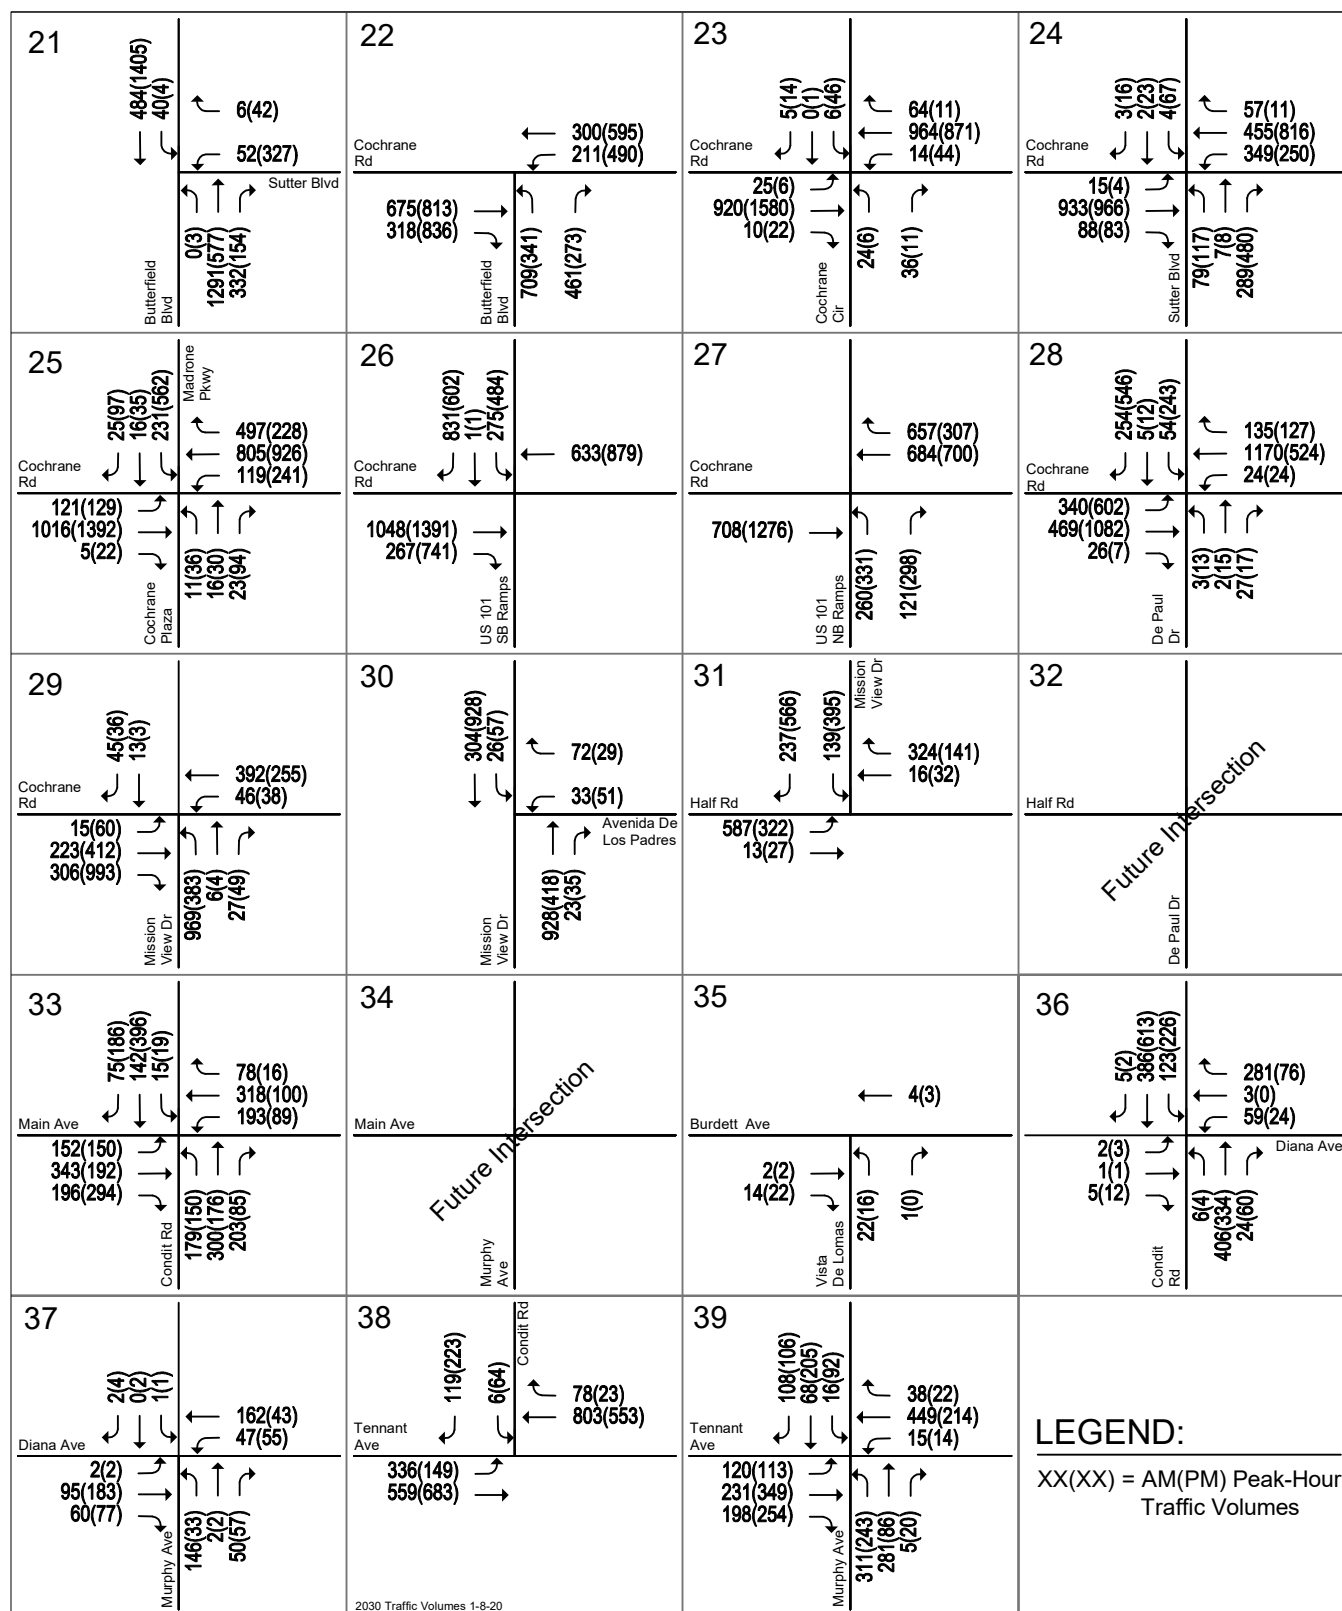 21
484(1405)
40(4)
6(42)
52(327)
Sutter Blvd
0(3)
1291(577)
332(154)
Butterfield
Blvd
22
300(595)
211(490)
Cochrane
Rd
675(813)
318(836)
709(341)
461(273)
Butterfield
Blvd
23
5(14)
0(1)
6(46)
64(11)
964(871)
14(44)
Cochrane
Rd
25(6)
920(1580)
10(22)
24(6)
36(11)
Cochrane
Cir
24
3(16)
2(23)
4(67)
57(11)
455(816)
349(250)
Cochrane
Rd
15(4)
933(966)
88(83)
79(117)
7(8)
289(480)
Sutter Blvd
25
25(97)
16(35)
231(562)
Madrone
Pkwy
497(228)
805(926)
119(241)
Cochrane
Rd
121(129)
1016(1392)
5(22)
11(36)
16(30)
23(94)
Cochrane
Plaza
26
831(602)
1(1)
275(484)
633(879)
Cochrane
Rd
1048(1391)
267(741)
US 101
SB Ramps
27
657(307)
684(700)
Cochrane
Rd
708(1276)
260(331)
121(298)
US 101
NB Ramps
28
254(546)
5(12)
54(243)
135(127)
1170(524)
24(24)
Cochrane
Rd
340(602)
469(1082)
26(7)
3(13)
2(15)
27(17)
De Paul
Dr
29
45(36)
13(3)
392(255)
46(38)
Cochrane
Rd
15(60)
223(412)
306(993)
969(383)
6(4)
27(49)
Mission
View Dr
30
304(928)
26(57)
72(29)
33(51)
Avenida De
Los Padres
928(418)
23(35)
Mission
View Dr
31
237(566)
139(395)
Mission
View Dr
324(141)
16(32)
Half Rd
587(322)
13(27)
32
Half Rd
Future Intersection
De Paul Dr
33
75(186)
142(396)
15(19)
78(16)
318(100)
193(89)
Main Ave
152(150)
343(192)
196(294)
179(150)
300(176)
203(85)
Condit Rd
34
Main Ave
Future Intersection
Murphy
Ave
35
4(3)
Burdett Ave
2(2)
14(22)
22(16)
1(0)
Vista
De Lomas
36
5(2)
386(613)
123(226)
281(76)
3(0)
59(24)
Diana Ave
2(3)
1(1)
5(12)
6(4)
406(334)
24(60)
Condit
Rd
37
2(4)
0(2)
1(1)
162(43)
47(55)
Diana Ave
2(2)
95(183)
60(77)
146(33)
2(2)
50(57)
Murphy Ave
38
119(223)
6(64)
Condit Rd
78(23)
803(553)
Tennant
Ave
336(149)
559(683)
2030 Traffic Volumes 1-8-20
39
108(106)
68(205)
16(92)
38(22)
449(214)
15(14)
Tennant
Ave
120(113)
231(349)
198(254)
311(243)
281(86)
5(20)
Murphy Ave
LEGEND:
XX(XX) = AM(PM) Peak-Hour
Traffic Volumes